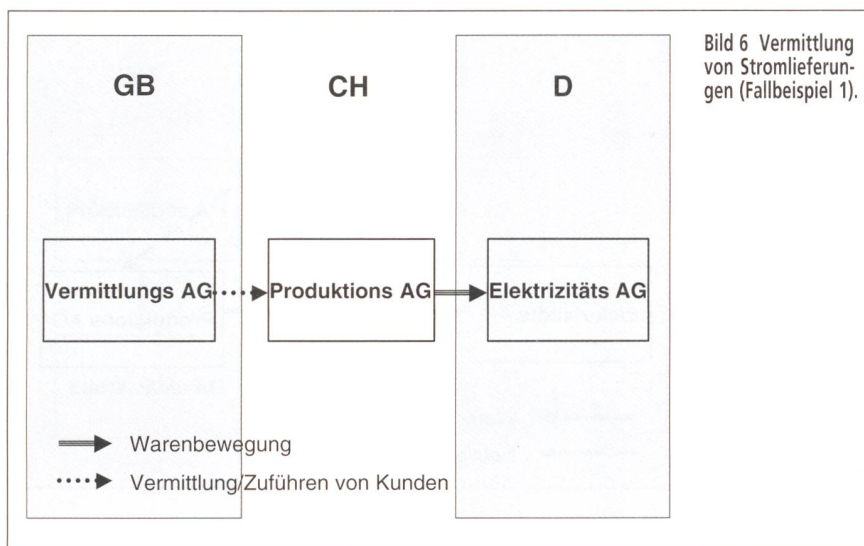 GB
CH
D
Bild 6 Vermittlung
von Stromlieferun-
gen (Fallbeispiel 1).
Vermittlungs AG
Produktions AG
Elektrizitäts AG
Warenbewegung
Vermittlung/Zuführen von Kunden